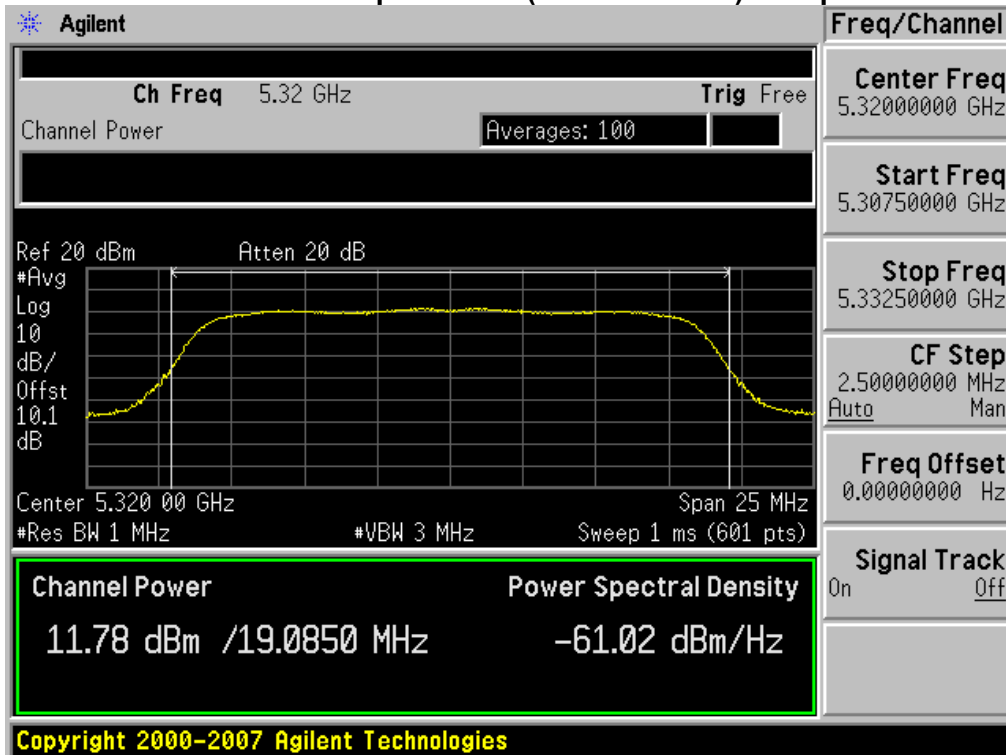 Agilent
Freq/Channel
Ch Freq 5.32 GHz Trig Free
Channel Power Averages: 100
Ref 20 dBm Atten 20 dB
#Avg
Log
10
dB/
Offst
10.1
dB
Center 5.320 00 GHz Span 25 MHz
#Res BW 1 MHz #VBW 3 MHz Sweep 1 ms (601 pts)
Channel Power Power Spectral Density
11.78 dBm /19.0850 MHz -61.02 dBm/Hz
Center Freq
5.32000000 GHz
Start Freq
5.30750000 GHz
Stop Freq
5.33250000 GHz
CF Step
2.50000000 MHz
Auto Man
Freq Offset
0.00000000 Hz
Signal Track
On Off
Copyright 2000-2007 Agilent Technologies